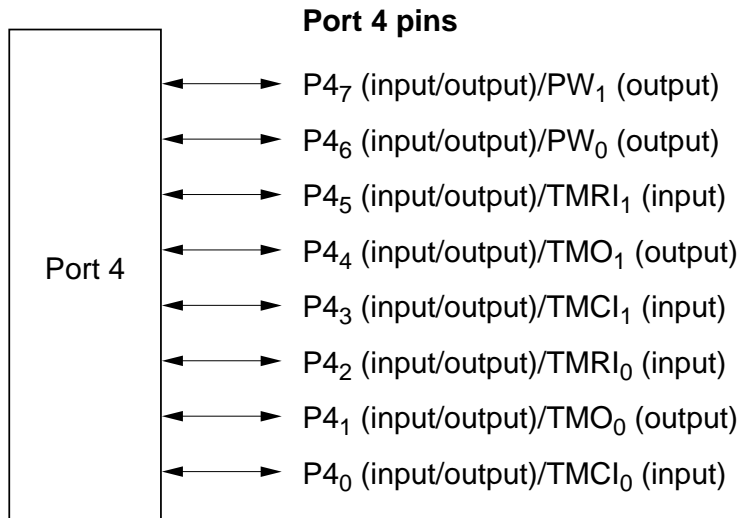 Port 4 pins
P4₇ (input/output)/PW₁ (output)
P4₆ (input/output)/PW₀ (output)
P4₅ (input/output)/TMRI₁ (input)
P4₄ (input/output)/TMO₁ (output)
Port 4
P4₃ (input/output)/TMCI₁ (input)
P4₂ (input/output)/TMRI₀ (input)
P4₁ (input/output)/TMO₀ (output)
P4₀ (input/output)/TMCI₀ (input)